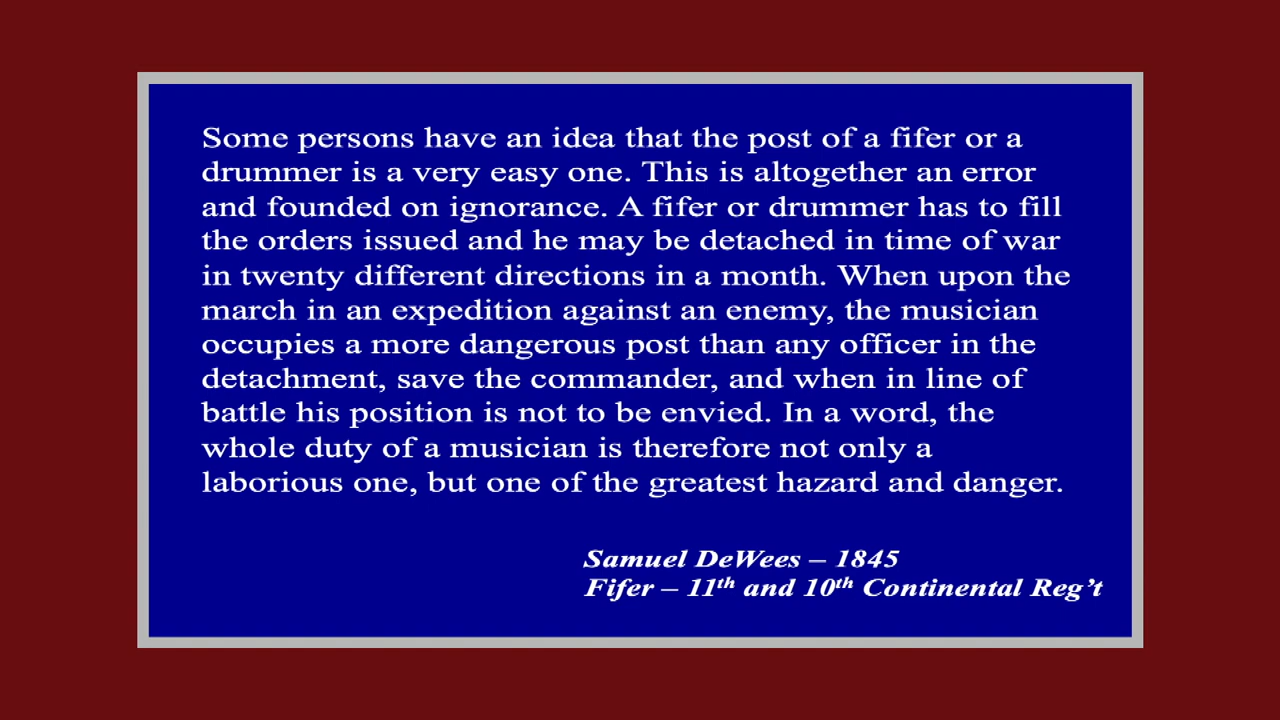 Some persons have an idea that the post of a fifer or a
drummer is a very easy one. This is altogether an error
and founded on ignorance. A fifer or drummer has to fill
the orders issued and he may be detached in time of war
in twenty different directions in a month. When upon the
march in an expedition against an enemy, the musician
occupies a more dangerous post than any officer in the
detachment, save the commander, and when in line of
battle his position is not to be envied. In a word, the
whole duty of a musician is therefore not only a
laborious one, but one of the greatest hazard and danger.
Samuel DeWees – 1845
Fifer – 11th and 10th Continental Reg’t